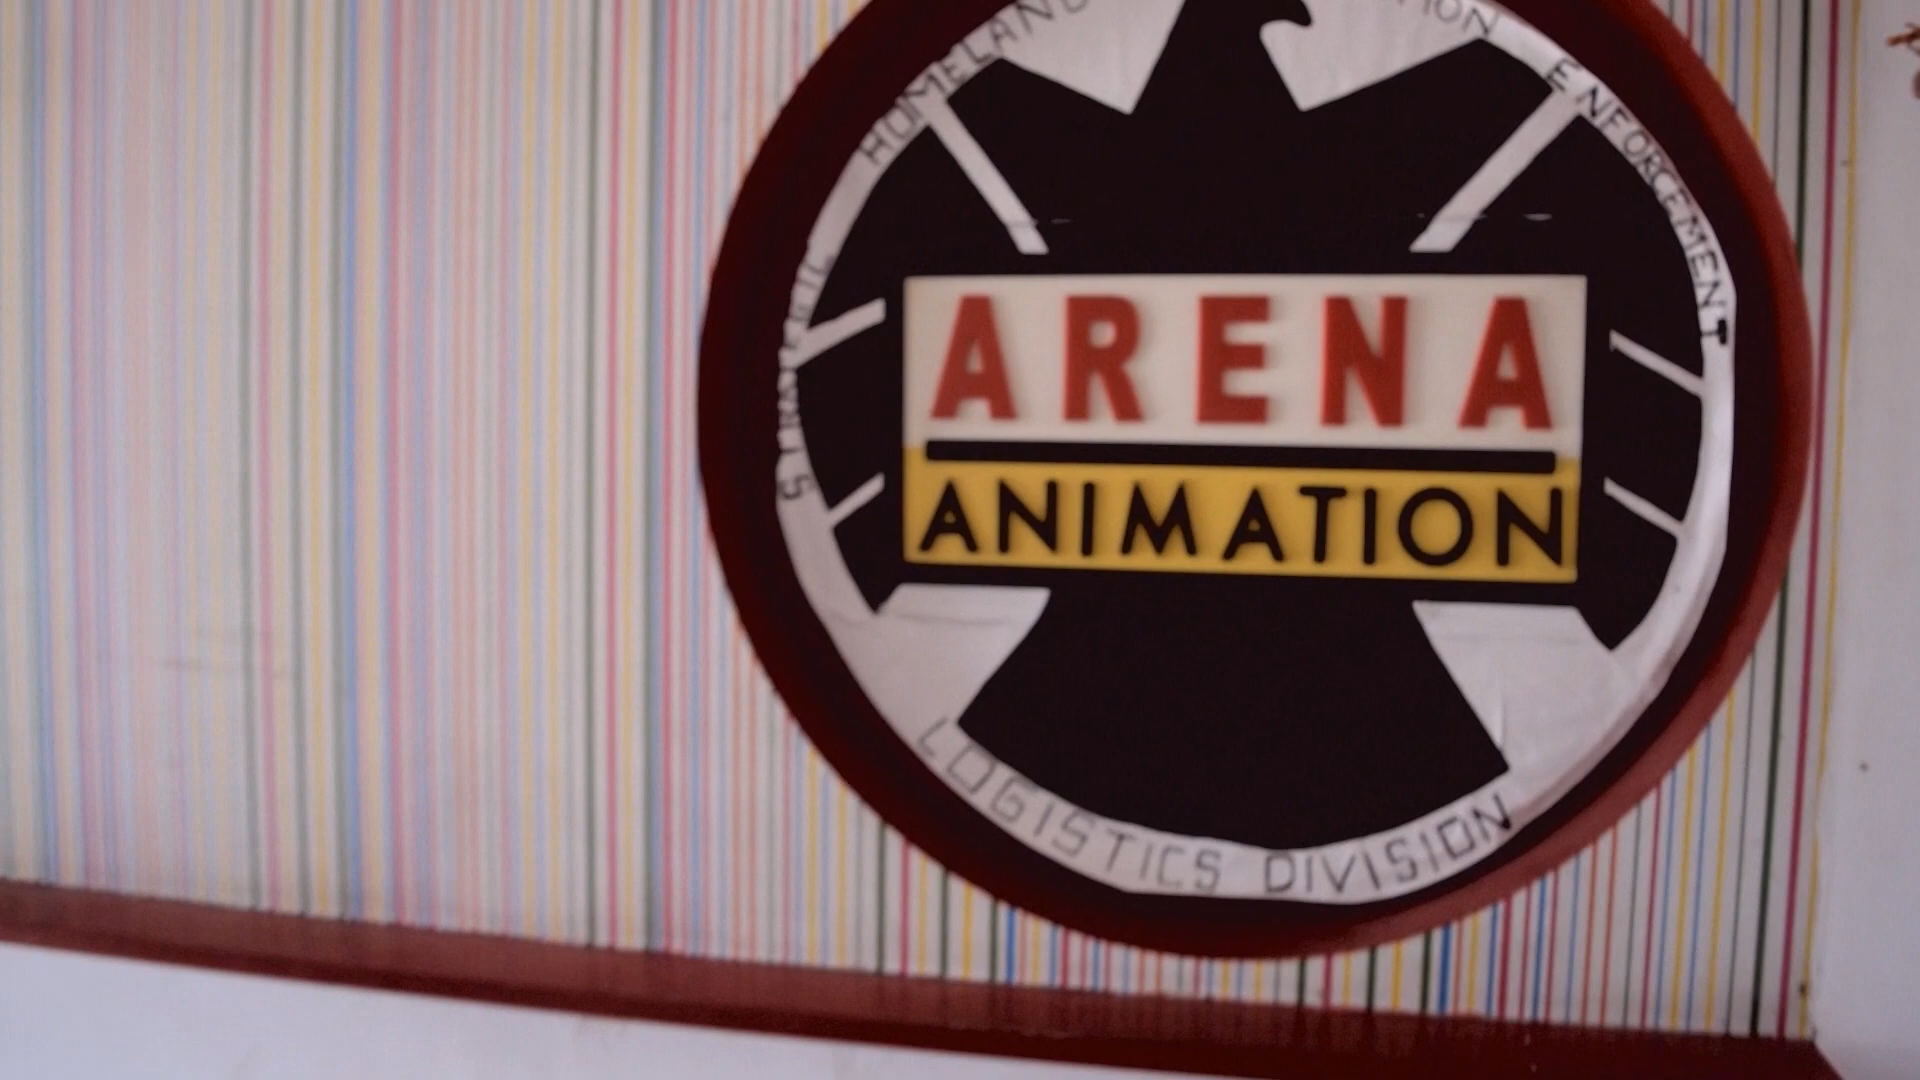 HOMELAND
ENFORCEMENT
ARENA
ANIMATION
LOGISTICS DIVISION